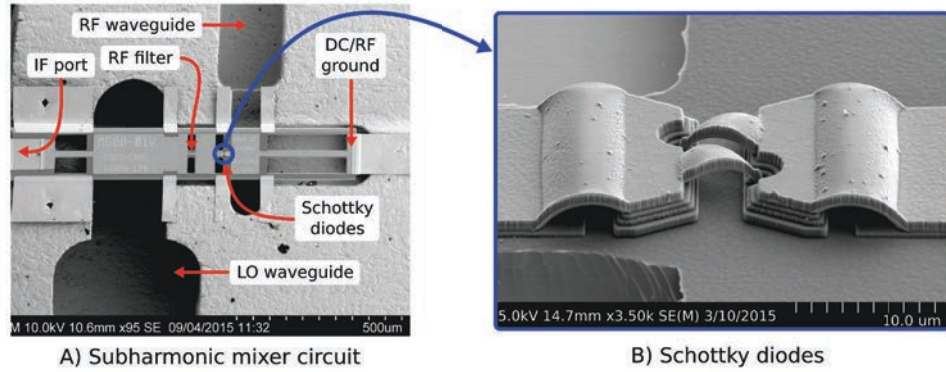 RF waveguide
DC/RF
ground
RF filter
IF port
Schottky
diodes
LO waveguide
M 10.0kV 10.6mm x95 SE 09/04/2015 11:32
500um
5.0kV 14.7mm x3.50k SE(M) 3/10/2015
10.0 um
A) Subharmonic mixer circuit
B) Schottky diodes